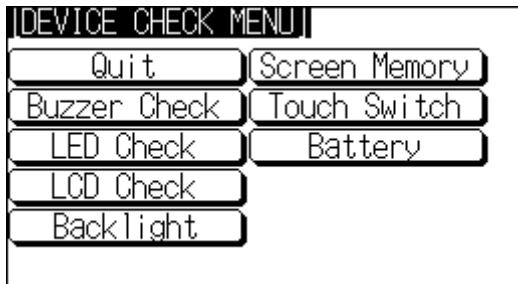 [DEVICE CHECK MENU]
Quit
Screen Memory
Buzzer Check
Touch Switch
LED Check
Battery
LCD Check
Backlight